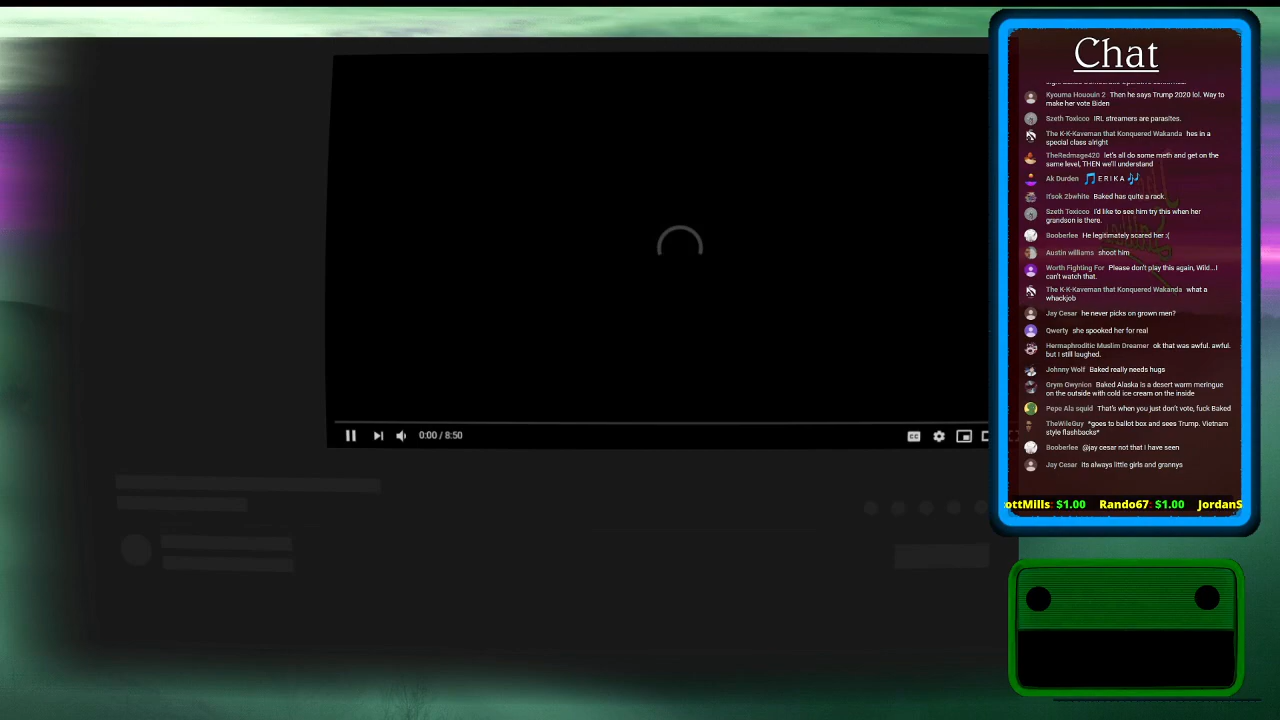 Chat
Kyouma Hououin 2 Then he says Trump 2020 lol. Way to
make her vote Biden
Szeth Toxicco IRL streamers are parasites.
The K-K-Kaveman that Konquered Wakanda hes in a
special class alright
TheRedmage420 let's all do some meth and get on the
same level, THEN we'll understand
Ak Durden 🎵 E R I K A 🎶
It'sok 2bwhite Baked has quite a rack.
Szeth Toxicco I'd like to see him try this when her
grandson is there.
Booberlee He legitimately scared her :(
Austin williams shoot him
Worth Fighting For Please don't play this again, Wild...I
can't watch that.
The K-K-Kaveman that Konquered Wakanda what a
whackjob
Jay Cesar he never picks on grown men?
Qwerty she spooked her for real
Hermaphroditic Muslim Dreamer ok that was awful. awful.
but I still laughed.
Johnny Wolf Baked really needs hugs
Grym Gwynion Baked Alaska is a desert warm meringue
on the outside with cold ice cream on the inside
Pepe Ala squid That's when you just don't vote, fuck Baked
TheWileGuy *goes to ballot box and sees Trump. Vietnam
style flashbacks*
Booberlee @jay cesar not that I have seen
Jay Cesar Its always little girls and grannys
0:00 / 8:50
CC
ottMills: $1.00 Rando67: $1.00 JordanS